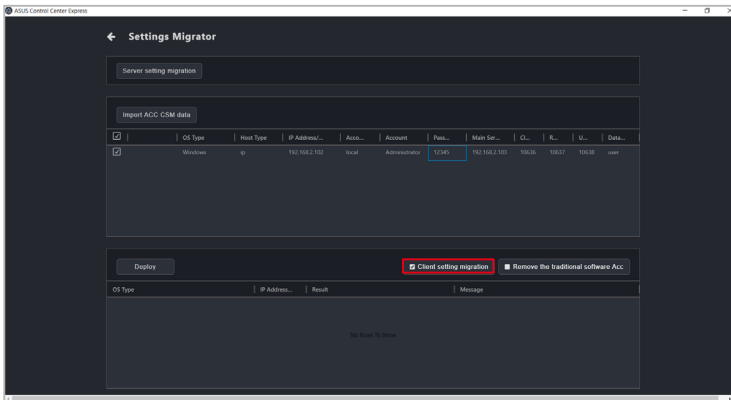 ASUS Control Center Express
Settings Migrator
Server setting migration
Import ACC CSM data
OS Type Host Type IP Address/... Acco... Account Pass... Main Ser... Cl... R... U... Data...
Windows ip 192.168.2.102 local Administrator 12345 192.168.2.103 10636 10637 10638 user
Deploy Client setting migration Remove the traditional software Acc
OS Type IP Address... Result Message
No Rows To Show